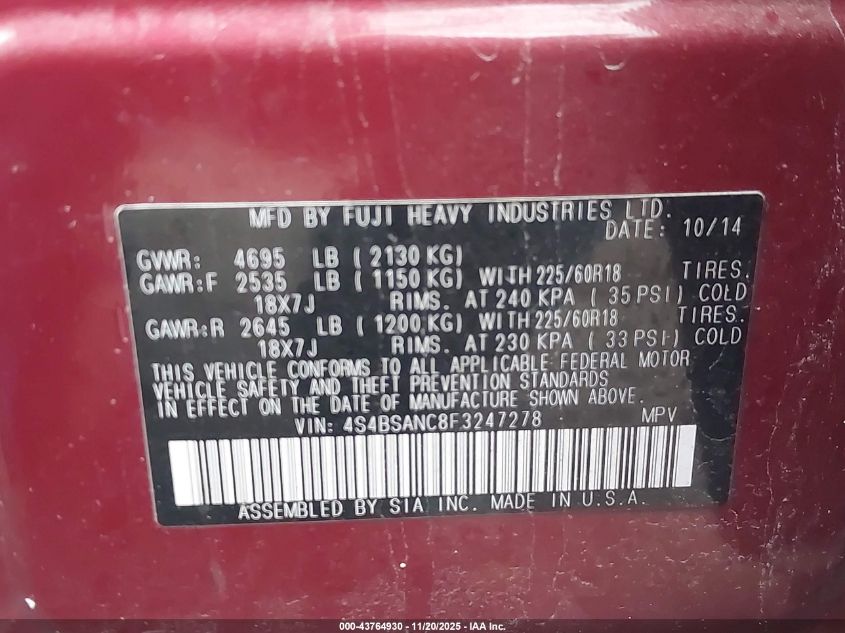 MFD BY FUJI HEAVY INDUSTRIES LTD.
DATE: 10/14
GVWR: 4695 LB ( 2130 KG)
GAWR:F 2535 LB ( 1150 KG) WITH 225/60R18 TIRES.
18X7J RIMS. AT 240 KPA ( 35 PSI) COLD
GAWR:R 2645 LB ( 1200 KG) WITH 225/60R18 TIRES.
18X7J RIMS. AT 230 KPA ( 33 PSI) COLD
THIS VEHICLE CONFORMS TO ALL APPLICABLE FEDERAL MOTOR
VEHICLE SAFETY AND THEFT PREVENTION STANDARDS
IN EFFECT ON THE DATE OF MANUFACTURE SHOWN ABOVE.
VIN: 4S4BSANC8F3247278 MPV
ASSEMBLED BY SIA INC. MADE IN U.S.A.
000-43764930 - 11/20/2025 - IAA Inc.